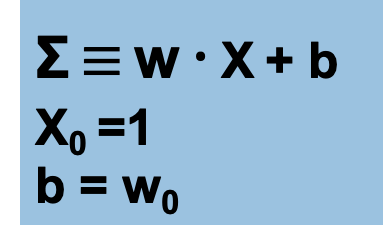 Σ ≡ w · X + b
X₀ =1
b = w₀